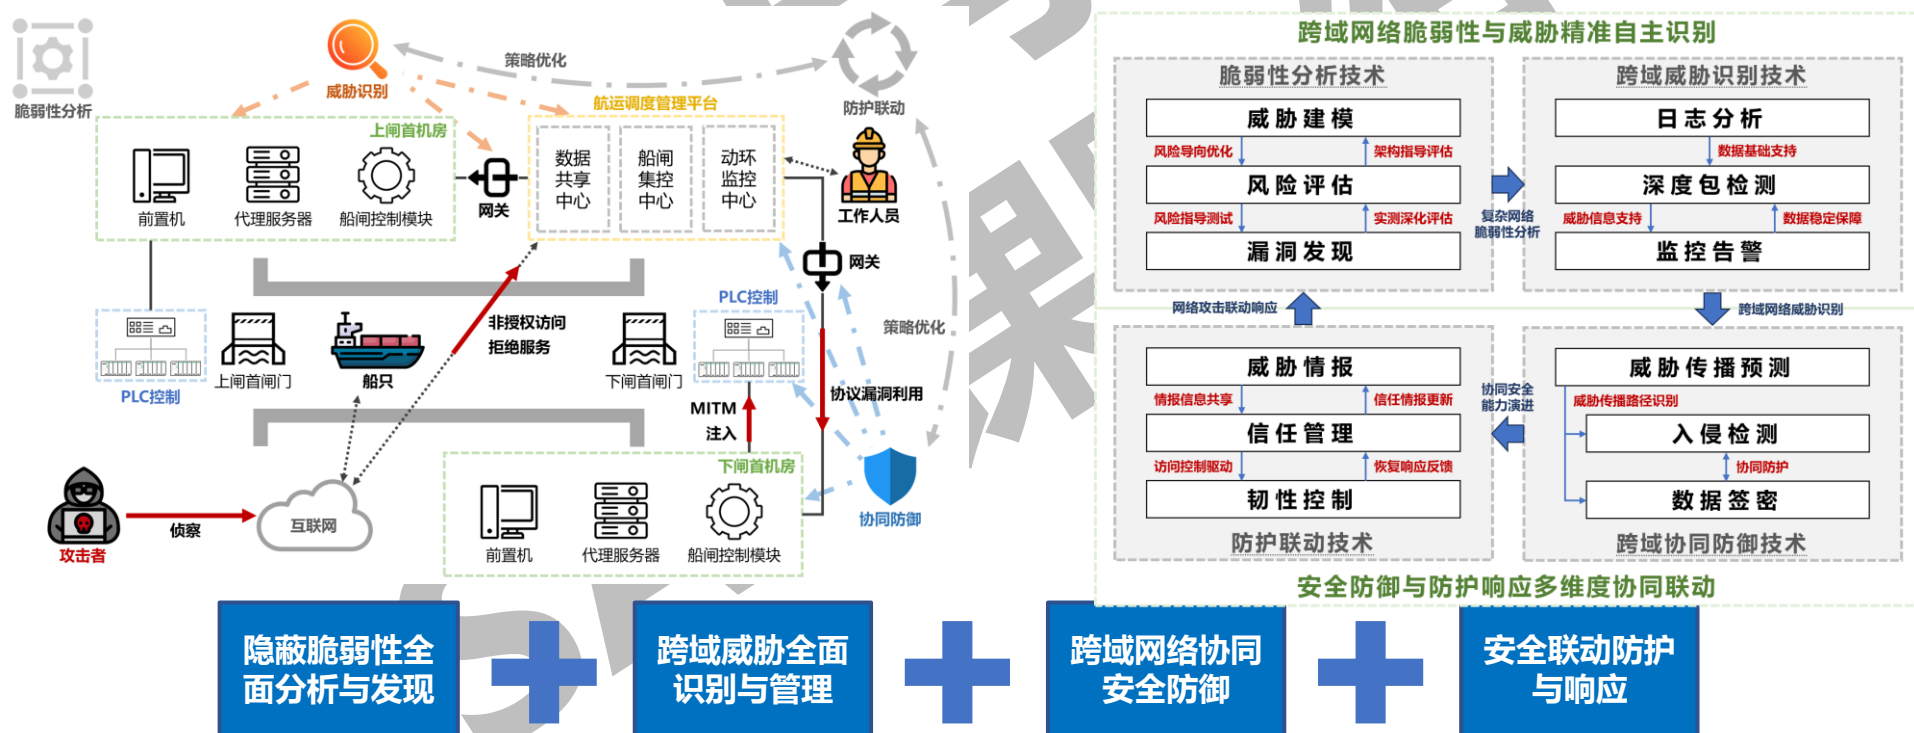 脆弱性分析
威胁识别
策略优化
防护联动
航运调度管理平台
上闸首机房
前置机
代理服务器
船闸控制模块
网关
数据
共享
中心
船闸
集控
中心
动环
监控
中心
工作人员
网关
PLC控制
上闸首闸门
船只
非授权访问
拒绝服务
下闸首闸门
PLC控制
协议漏洞利用
策略优化
MITM
注入
下闸首机房
前置机
代理服务器
船闸控制模块
协同防御
攻击者
侦察
互联网
跨域网络脆弱性与威胁精准自主识别
脆弱性分析技术
威胁建模
风险导向优化
架构指导评估
风险评估
风险指导测试
实测深化评估
漏洞发现
复杂网络
脆弱性分析
跨域威胁识别技术
日志分析
数据基础支持
深度包检测
威胁信息支持
数据稳定保障
监控告警
网络攻击联动响应
跨域网络威胁识别
威胁情报
情报信息共享
信任情报更新
信任管理
访问控制驱动
恢复响应反馈
韧性控制
防护联动技术
协同安全
能力演进
威胁传播预测
威胁传播路径识别
入侵检测
协同防护
数据签密
跨域协同防御技术
安全防御与防护响应多维度协同联动
隐蔽脆弱性全
面分析与发现
跨域威胁全面
识别与管理
跨域网络协同
安全防御
安全联动防护
与响应